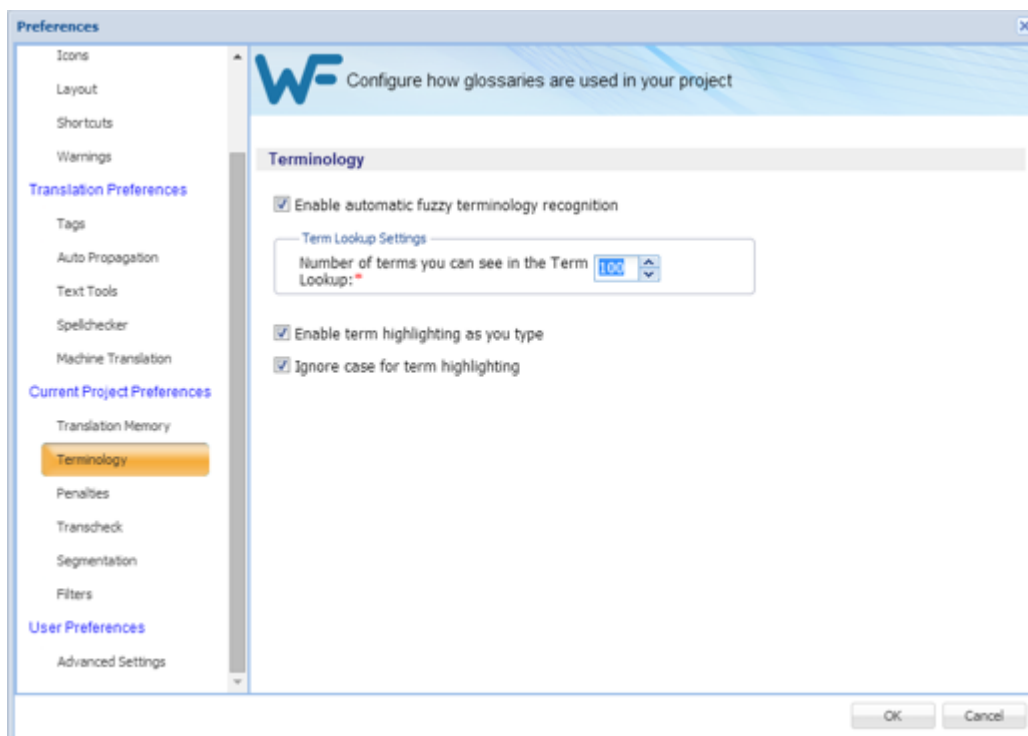 Preferences
Icons
Layout
Shortcuts
Warnings
Translation Preferences
Tags
Auto Propagation
Text Tools
Spellchecker
Machine Translation
Current Project Preferences
Translation Memory
Terminology
Penalties
Transcheck
Segmentation
Filters
User Preferences
Advanced Settings
WF Configure how glossaries are used in your project
Terminology
Enable automatic fuzzy terminology recognition
Term Lookup Settings
Number of terms you can see in the Term 100
Lookup:*
Enable term highlighting as you type
Ignore case for term highlighting
OK Cancel